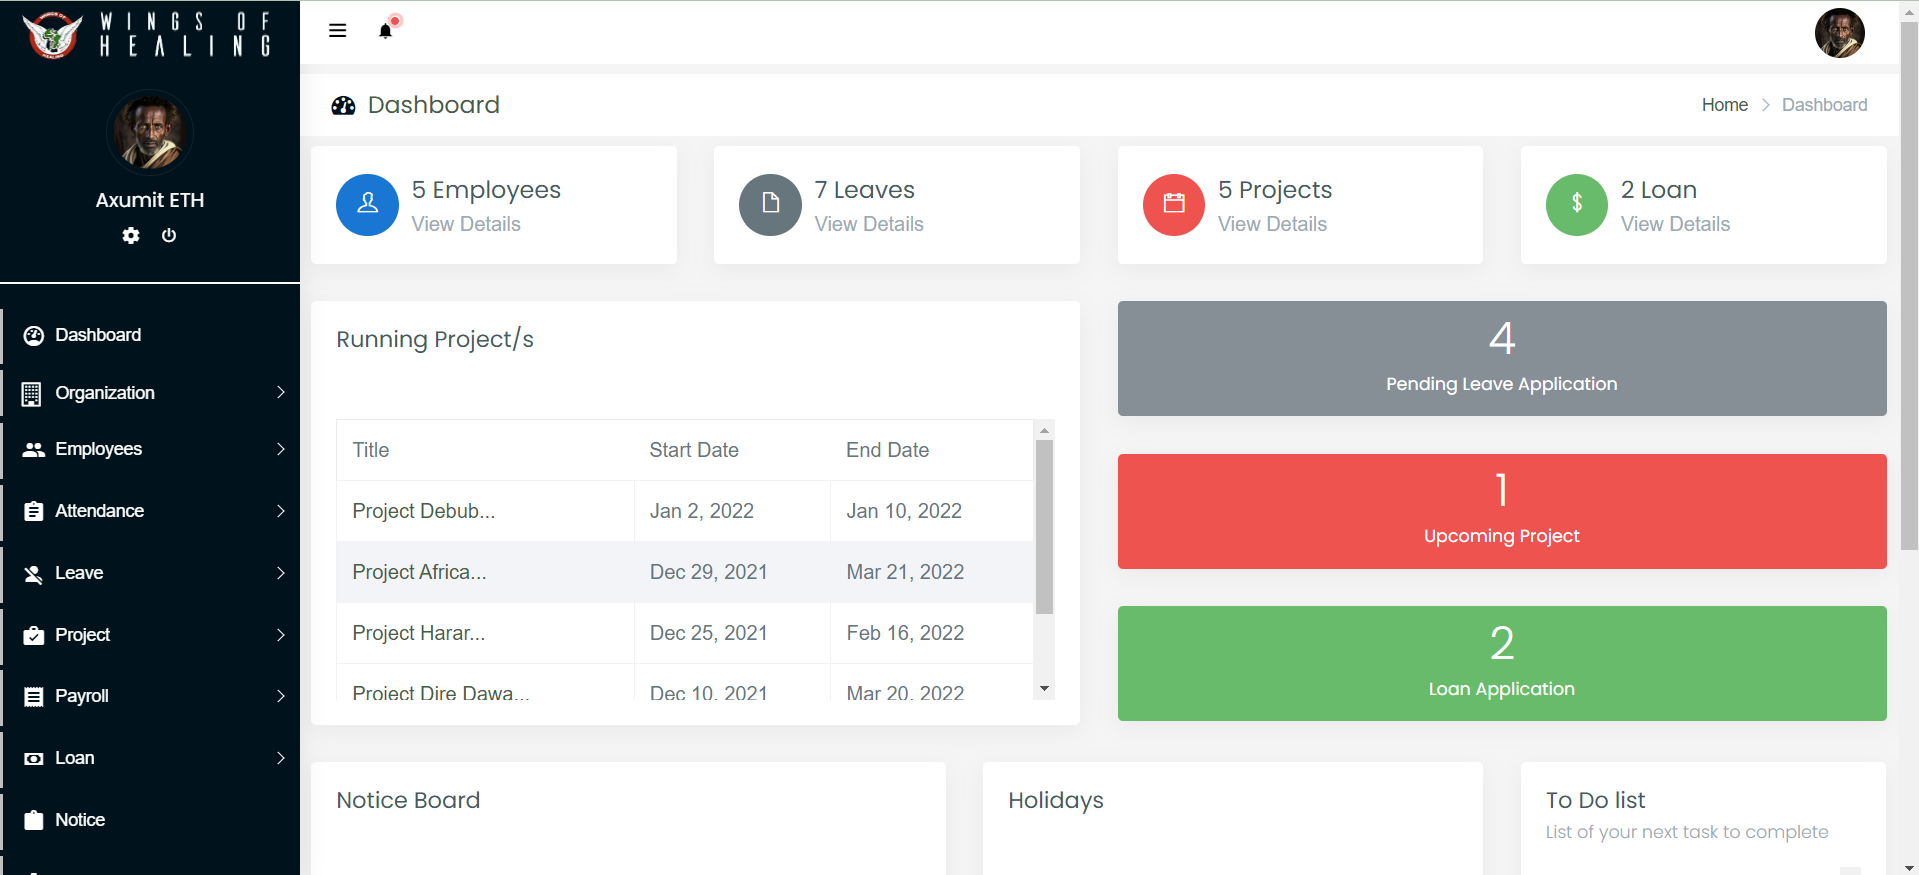 WINGS OF
HEALING
Axumit ETH
Dashboard
Organization
Employees
Attendance
Leave
Project
Payroll
Loan
Notice
Dashboard
Home
Dashboard
5 Employees
View Details
7 Leaves
View Details
5 Projects
View Details
2 Loan
View Details
Running Project/s
Title Start Date End Date
Project Debub... Jan 2, 2022 Jan 10, 2022
Project Africa... Dec 29, 2021 Mar 21, 2022
Project Harar... Dec 25, 2021 Feb 16, 2022
Project Dire Dawa... Dec 10, 2021 Mar 20, 2022
4
Pending Leave Application
1
Upcoming Project
2
Loan Application
Notice Board
Holidays
To Do list
List of your next task to complete